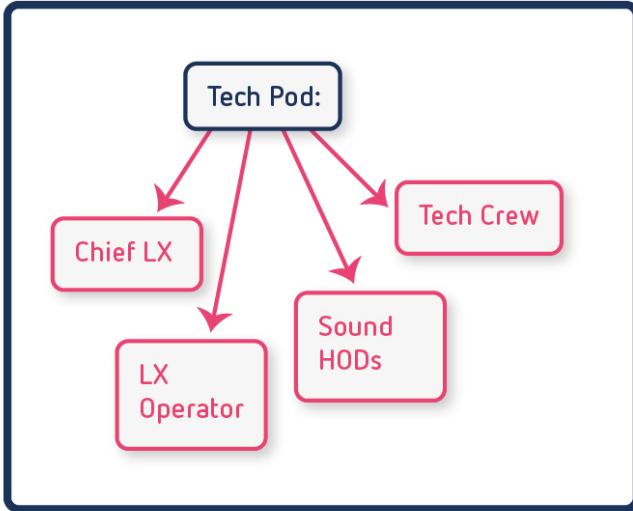 Tech Pod:
Tech Crew
Chief LX
Sound
HODs
LX
Operator